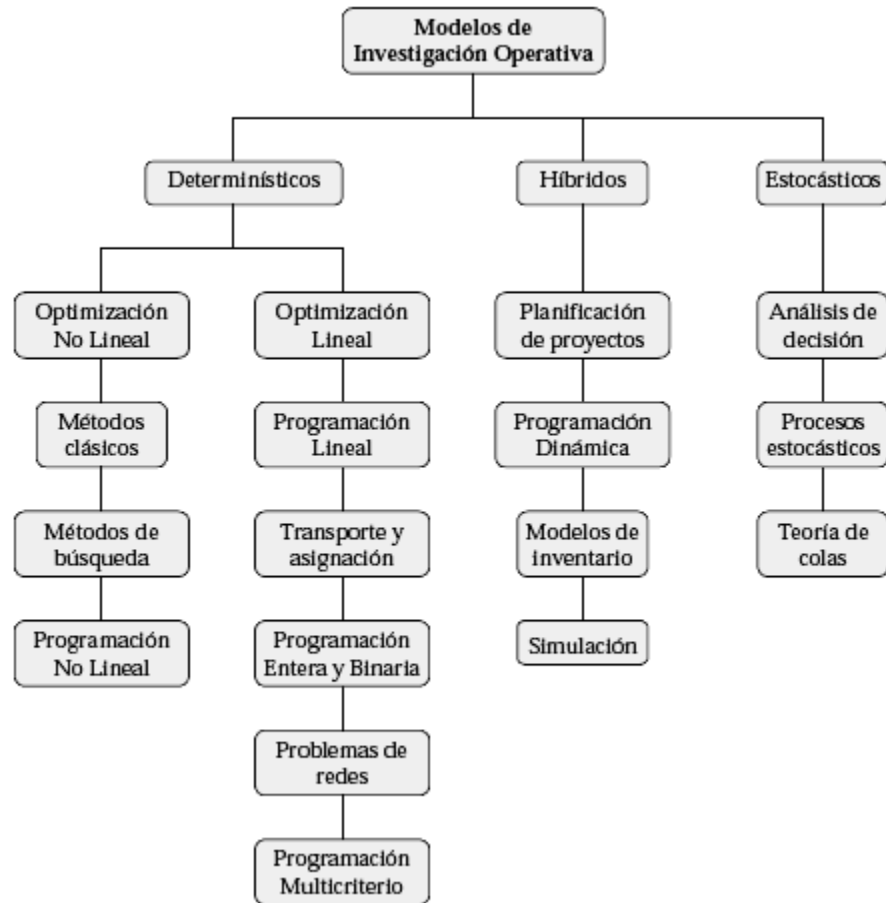 Modelos de
Investigación Operativa
Determinísticos
Híbridos
Estocásticos
Optimización
No Lineal
Optimización
Lineal
Planificación
de proyectos
Análisis de
decisión
Métodos
clásicos
Programación
Lineal
Programación
Dinámica
Procesos
estocásticos
Métodos de
búsqueda
Transporte y
asignación
Modelos de
inventario
Teoría de
colas
Programación
No Lineal
Programación
Entera y Binaria
Simulación
Problemas de
redes
Programación
Multicriterio